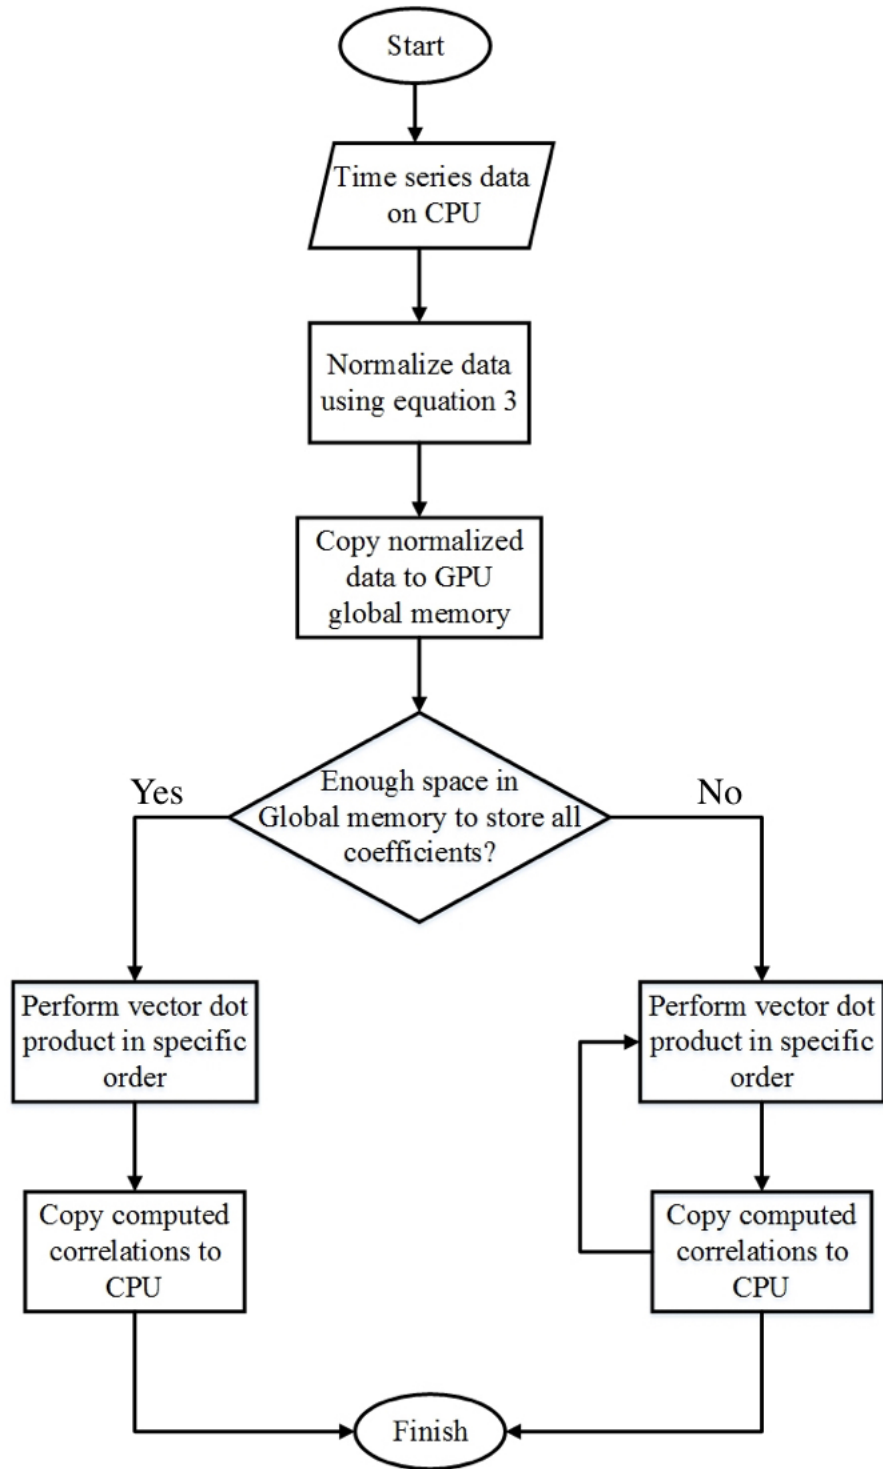 Start
Time series data
on CPU
Normalize data
using equation 3
Copy normalized
data to GPU
global memory
Enough space in
Global memory to store all
coefficients?
Yes
No
Perform vector dot
product in specific
order
Perform vector dot
product in specific
order
Copy computed
correlations to
CPU
Copy computed
correlations to
CPU
Finish